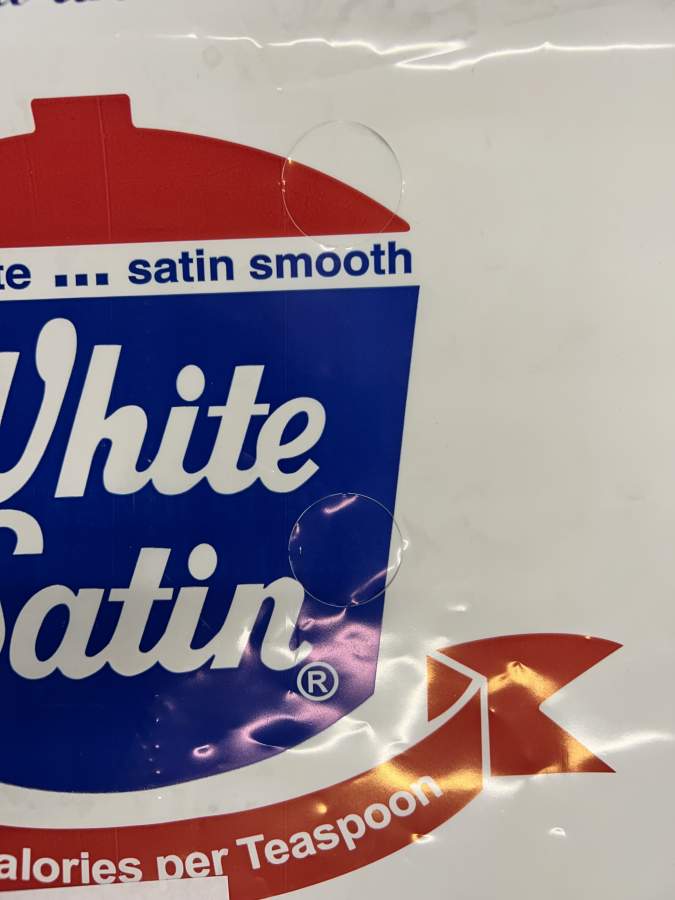 te ... satin smooth
White
Satin®
alories per Teaspoon